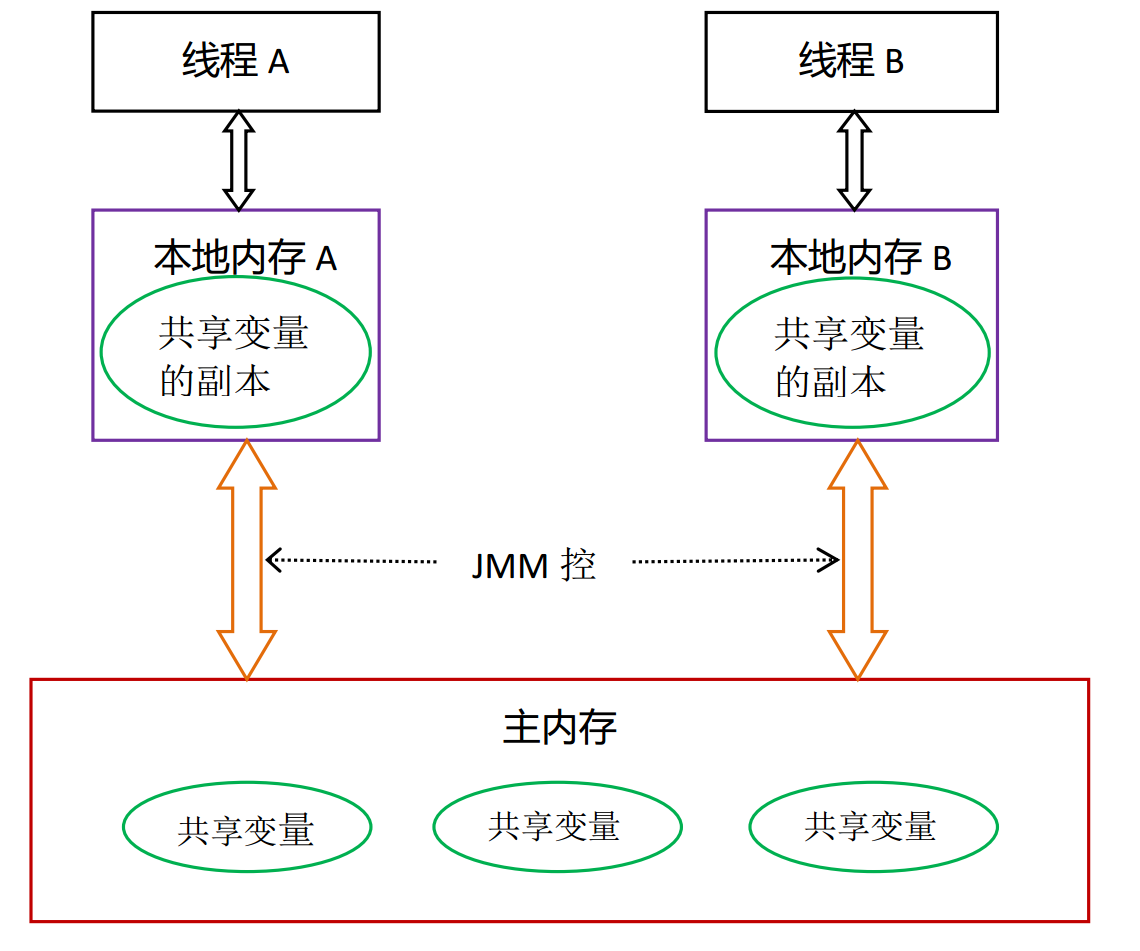 线程 A
线程 B
本地内存 A
本地内存 B
共享变量
的副本
共享变量
的副本
JMM 控
主内存
共享变量
共享变量
共享变量